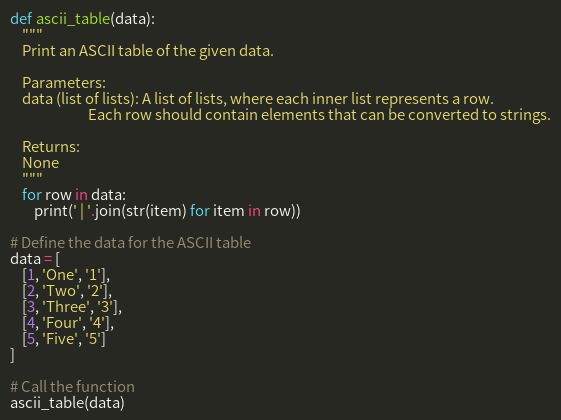 def ascii_table(data):
    """
    Print an ASCII table of the given data.

    Parameters:
    data (list of lists): A list of lists, where each inner list represents a row.
                          Each row should contain elements that can be converted to strings.

    Returns:
    None
    """
    for row in data:
        print(' | '.join(str(item) for item in row))

# Define the data for the ASCII table
data = [
    [1, 'One', '1'],
    [2, 'Two', '2'],
    [3, 'Three', '3'],
    [4, 'Four', '4'],
    [5, 'Five', '5']
]

# Call the function
ascii_table(data)